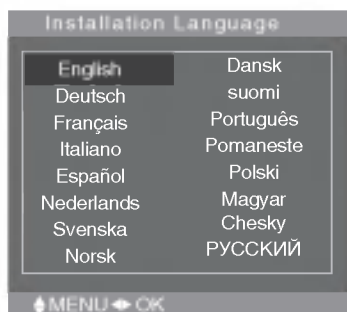 Installation Language
English
Deutsch
Français
Italiano
Español
Nederlands
Svenska
Norsk
Dansk
suomi
Português
Pomaneste
Polski
Magyar
Chesky
РУССКИЙ
MENU OK